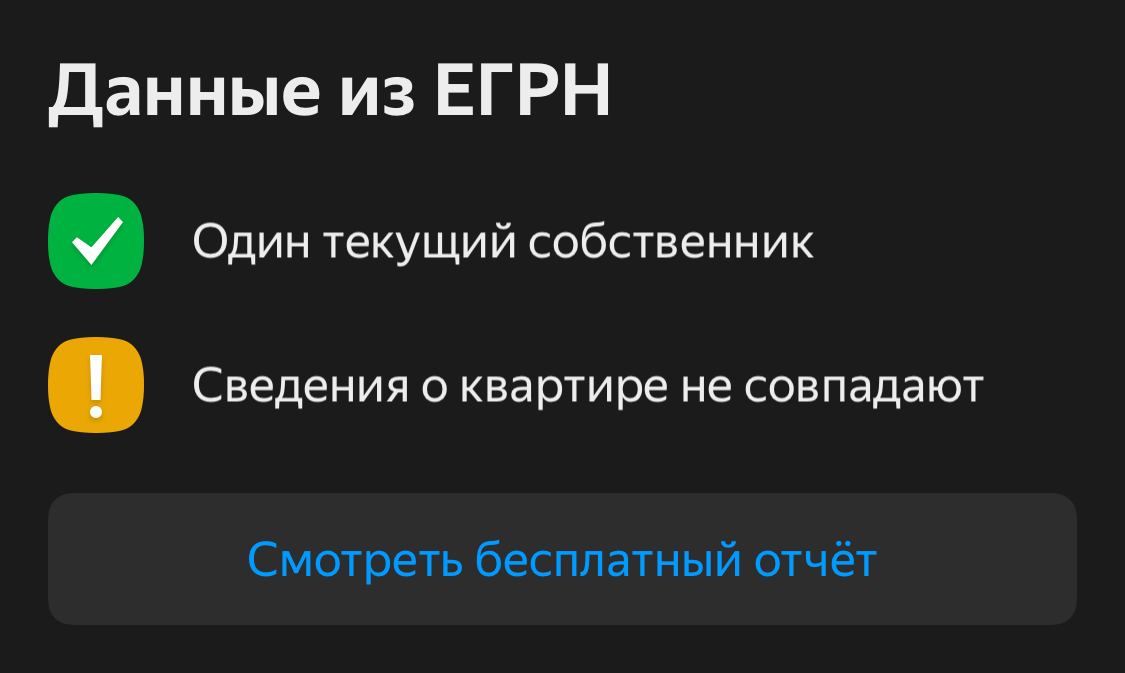 Данные из ЕГРН
Один текущий собственник
Сведения о квартире не совпадают
Смотреть бесплатный отчёт